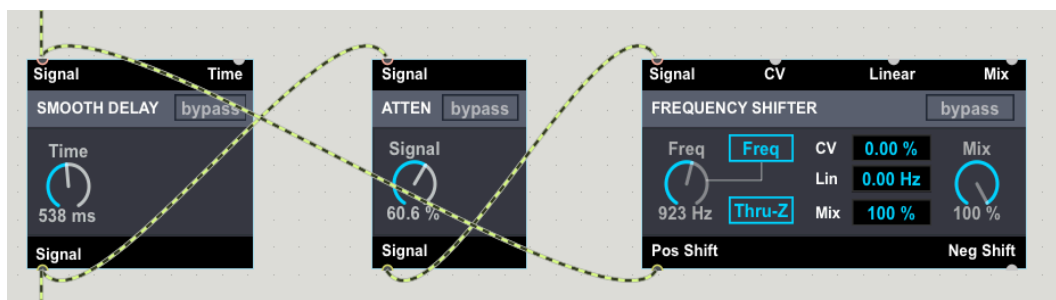 Signal Time
SMOOTH DELAY bypass
Time
538 ms
Signal
Signal
ATTEN bypass
Signal
60.6 %
Signal
Signal CV Linear Mix
FREQUENCY SHIFTER bypass
Freq Freq CV 0.00 % Mix
Lin 0.00 Hz
923 Hz Thru-Z Mix 100 % 100 %
Pos Shift Neg Shift